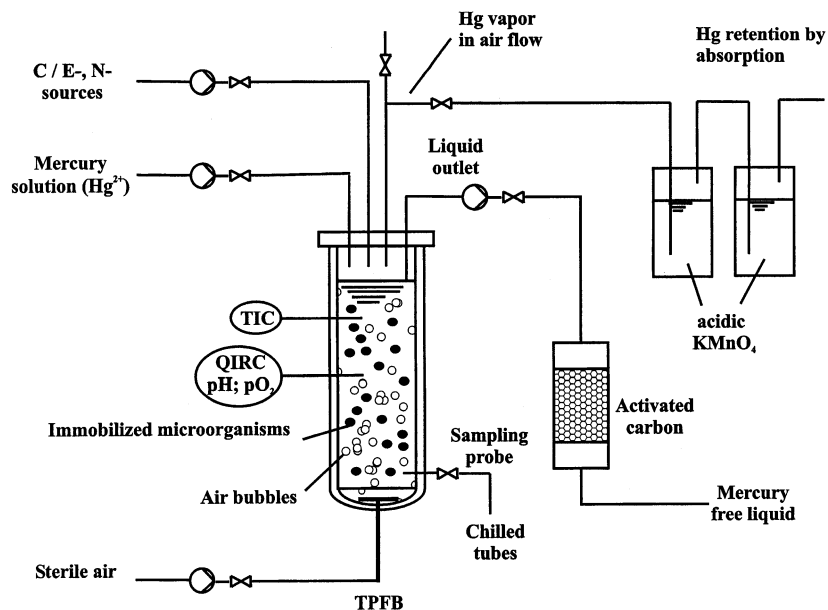 Hg vapor
in air flow
Hg retention by
absorption
C / E-, N-
sources
Liquid
outlet
Mercury
solution (Hg²⁺)
TIC
acidic
KMnO₄
QIRC
pH; pO₂
Activated
carbon
Immobilized microorganisms
Sampling
probe
Air bubbles
Mercury
free liquid
Chilled
tubes
Sterile air
TPFB